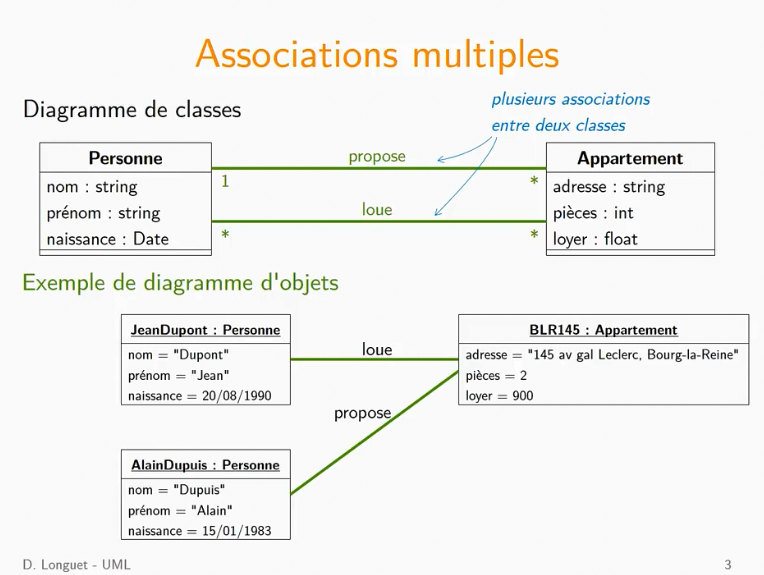 Associations multiples
Diagramme de classes
plusieurs associations
entre deux classes
Personne
nom : string
prénom : string
naissance : Date
propose
1
*
loue
*
*
Appartement
adresse : string
pièces : int
loyer : float
Exemple de diagramme d'objets
JeanDupont : Personne
nom = "Dupont"
prénom = "Jean"
naissance = 20/08/1990
loue
BLR145 : Appartement
adresse = "145 av gal Leclerc, Bourg-la-Reine"
pièces = 2
loyer = 900
propose
AlainDupuis : Personne
nom = "Dupuis"
prénom = "Alain"
naissance = 15/01/1983
D. Longuet - UML
3